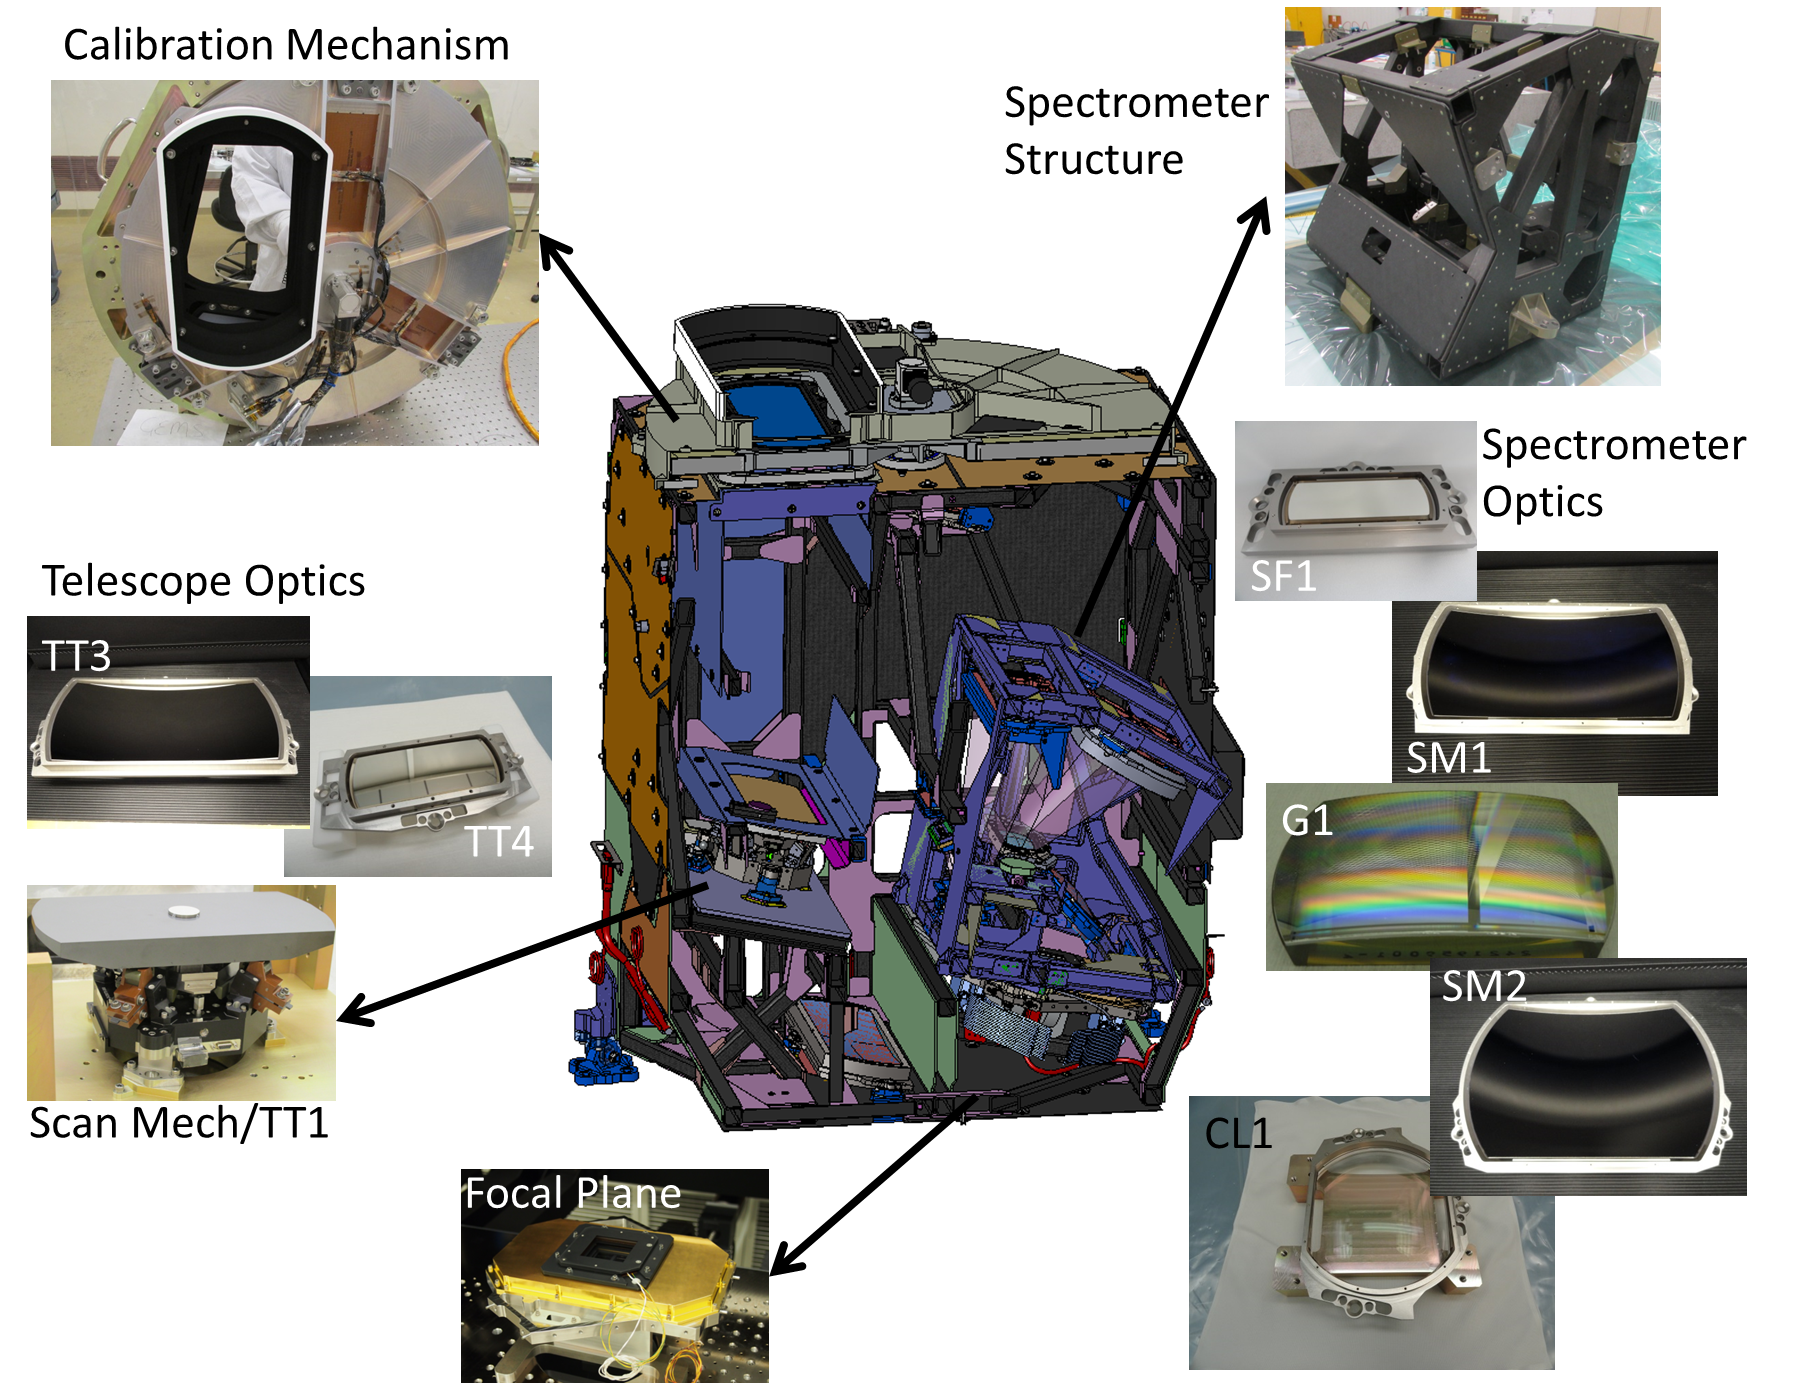 Calibration Mechanism
Spectrometer
Structure
Spectrometer
Optics
SF1
Telescope Optics
TT3
TT4
SM1
G1
SM2
Scan Mech/TT1
CL1
Focal Plane
GEMS